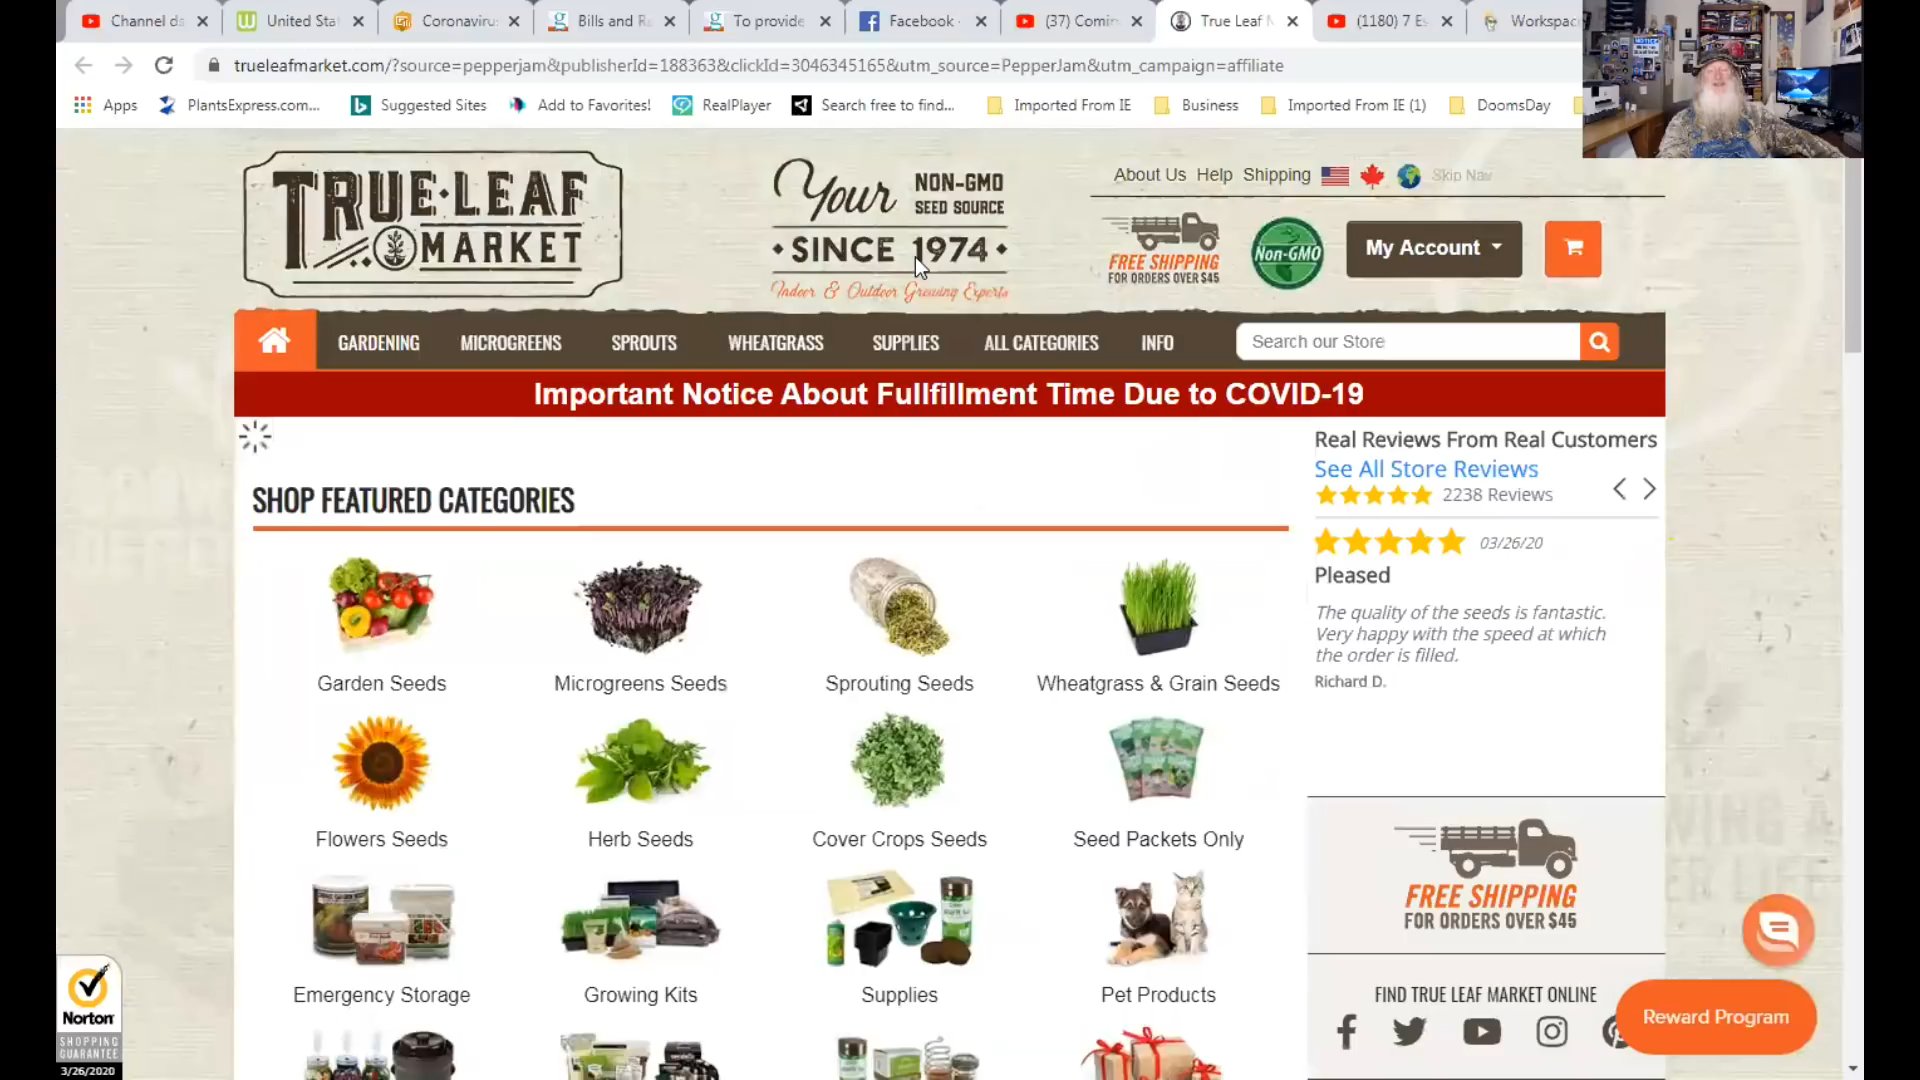 Channel da
United Stat
Coronaviru
Bills and Re
To provide
Facebook
(37) Comin
True Leaf M
(1180) 7 Es
Workspac
trueleafmarket.com/?source=pepperjam&publisherId=188363&clickId=3046345165&utm_source=PepperJam&utm_campaign=affiliate
Apps
PlantsExpress.com...
Suggested Sites
Add to Favorites!
RealPlayer
Search free to find...
Imported From IE
Business
Imported From IE (1)
DoomsDay
TRUE·LEAF
MARKET
Your NON-GMO
SEED SOURCE
SINCE 1974
Indoor & Outdoor Growing Experts
About Us Help Shipping Skip Nav
FREE SHIPPING
FOR ORDERS OVER $45
Non-GMO
My Account
GARDENING
MICROGREENS
SPROUTS
WHEATGRASS
SUPPLIES
ALL CATEGORIES
INFO
Search our Store
Important Notice About Fullfillment Time Due to COVID-19
SHOP FEATURED CATEGORIES
Garden Seeds
Microgreens Seeds
Sprouting Seeds
Wheatgrass & Grain Seeds
Flowers Seeds
Herb Seeds
Cover Crops Seeds
Seed Packets Only
Emergency Storage
Growing Kits
Supplies
Pet Products
Real Reviews From Real Customers
See All Store Reviews
2238 Reviews
03/26/20
Pleased
The quality of the seeds is fantastic.
Very happy with the speed at which
the order is filled.
Richard D.
FREE SHIPPING
FOR ORDERS OVER $45
FIND TRUE LEAF MARKET ONLINE
Reward Program
Norton
SHOPPING
GUARANTEE
3/26/2020